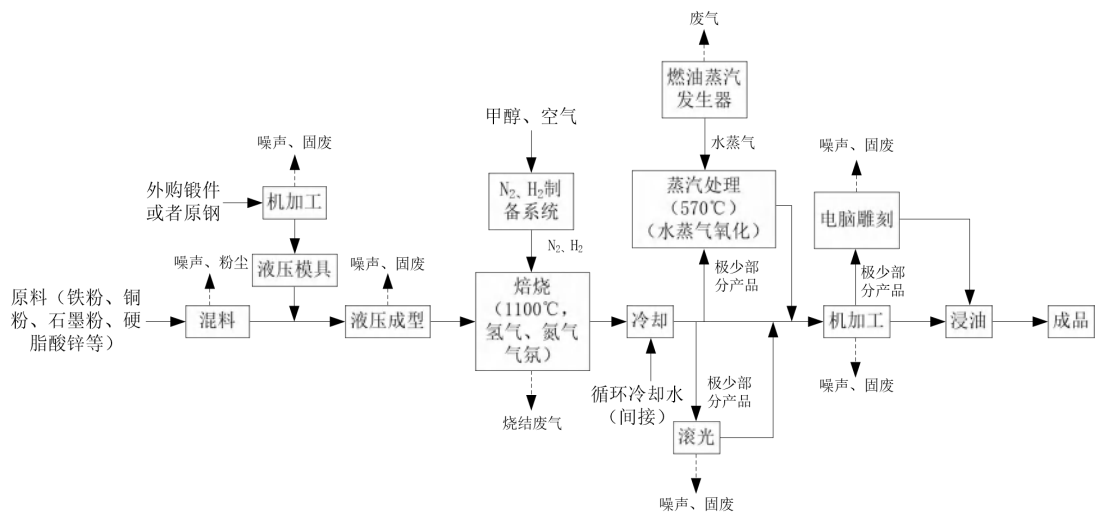 废气
燃油蒸汽
发生器
水蒸气
甲醇、空气
N₂、H₂制
备系统
N₂、H₂
噪声、固废
外购锻件
或者原钢
机加工
液压模具
蒸汽处理
（570℃）
（水蒸气氧化）
噪声、固废
电脑雕刻
噪声、粉尘
噪声、固废
极少部
分产品
极少部
分产品
原料（铁粉、铜
粉、石墨粉、硬
脂酸锌等）
混料
液压成型
焙烧
（1100℃，
氢气、氮气
气氛）
冷却
机加工
浸油
成品
烧结废气
循环冷却水
（间接）
极少部
分产品
噪声、固废
滚光
噪声、固废